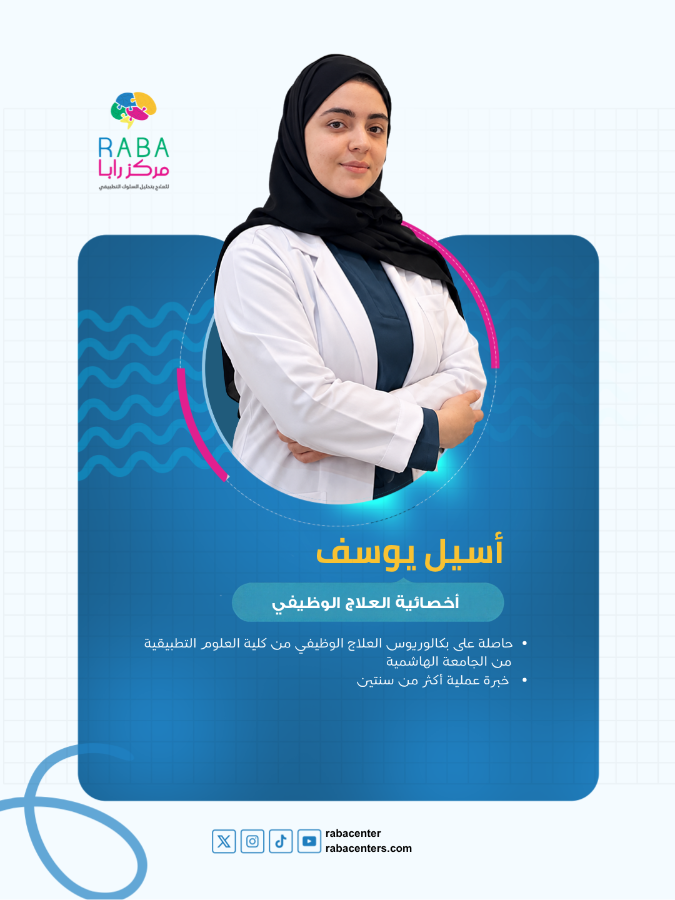 RABA
مركز رابا
للعلاج بتحليل السلوك التطبيقي
أسيل يوسف
أخصائية العلاج الوظيفي
• حاصلة على بكالوريوس العلاج الوظيفي من كلية العلوم التطبيقية
من الجامعة الهاشمية
• خبرة عملية أكثر من سنتين
rabacenter
rabacenters.com